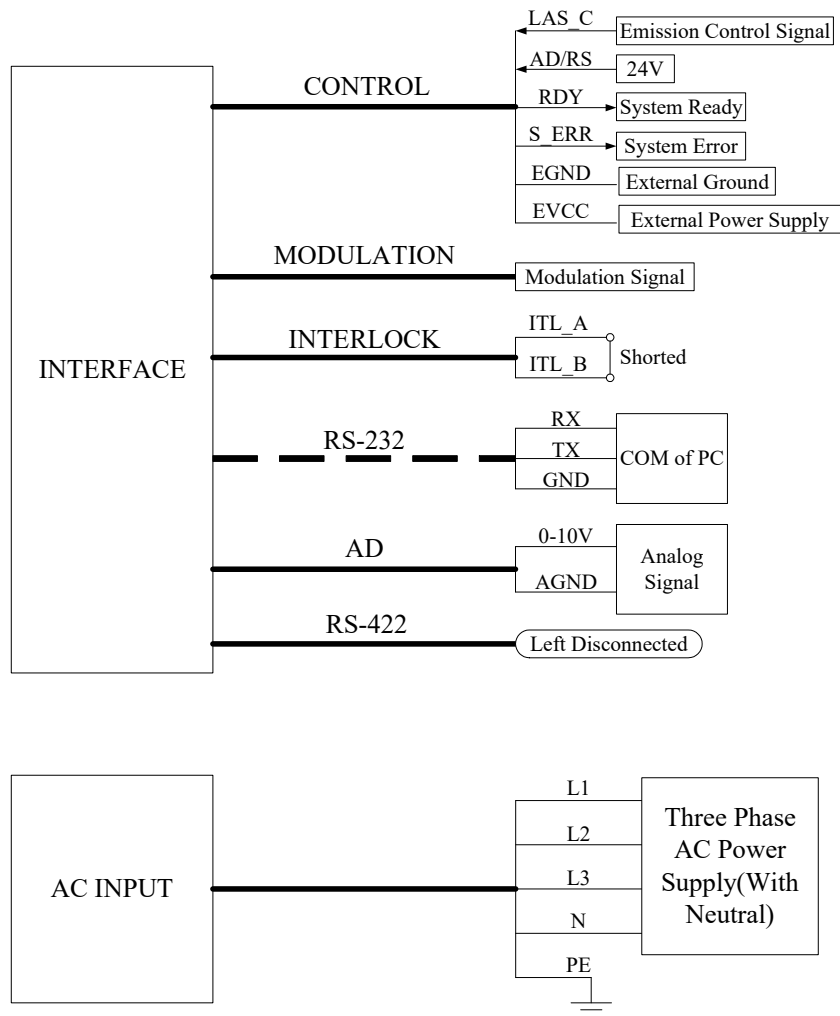 LAS_C
Emission Control Signal
AD/RS
24V
CONTROL
RDY
System Ready
S_ERR
System Error
EGND
External Ground
EVCC
External Power Supply
MODULATION
Modulation Signal
INTERFACE
INTERLOCK
ITL_A
ITL_B
Shorted
RS-232
RX
TX
GND
COM of PC
AD
0-10V
AGND
Analog
Signal
RS-422
Left Disconnected
AC INPUT
L1
L2
L3
N
PE
Three Phase
AC Power
Supply(With
Neutral)